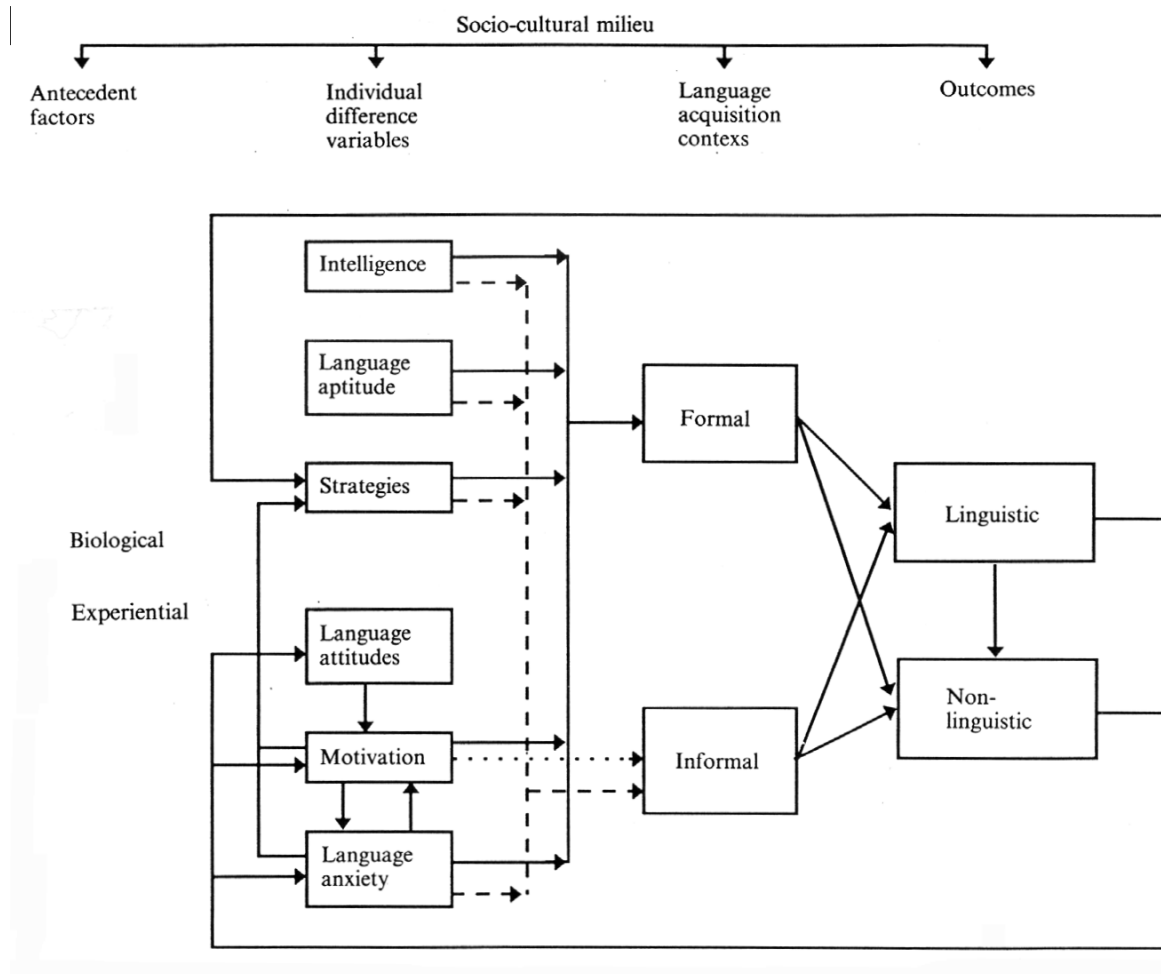 Socio-cultural milieu
Antecedent
factors
Individual
difference
variables
Language
acquisition
contexs
Outcomes
Intelligence
Language
aptitude
Strategies
Biological
Experiential
Language
attitudes
Motivation
Language
anxiety
Formal
Informal
Linguistic
Non-
linguistic